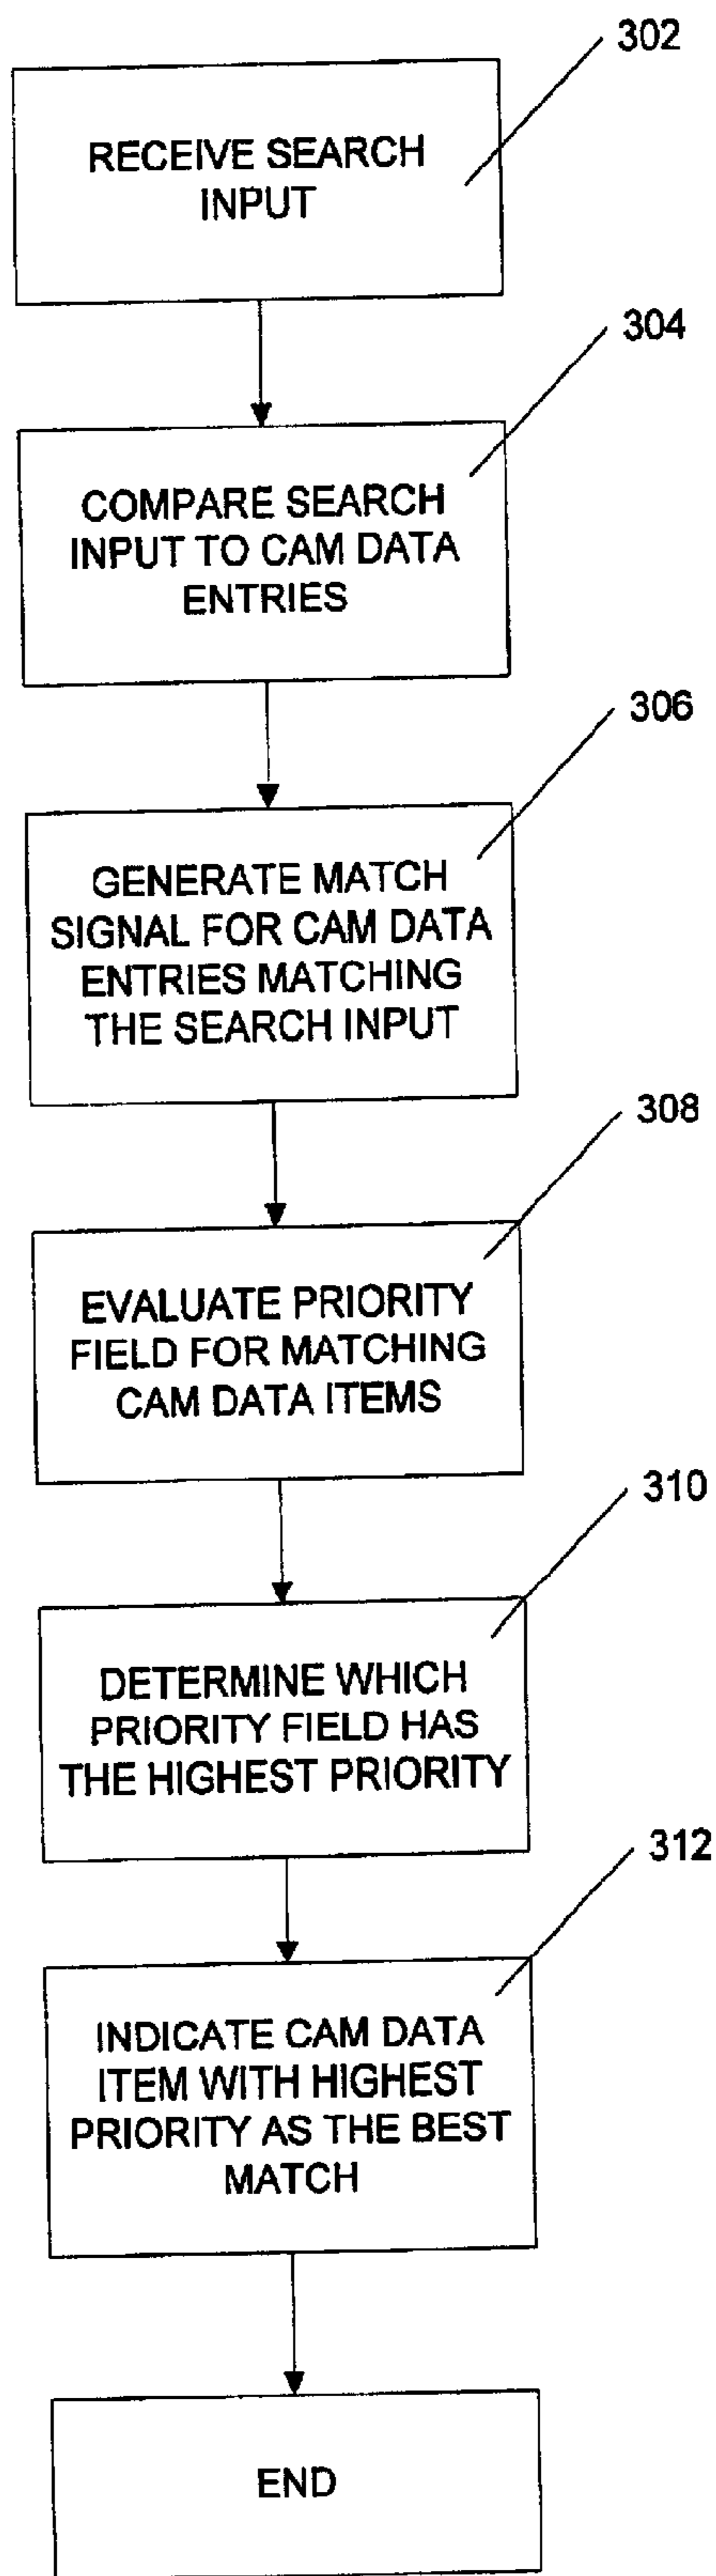 302
RECEIVE SEARCH
INPUT
304
COMPARE SEARCH
INPUT TO CAM DATA
ENTRIES
306
GENERATE MATCH
SIGNAL FOR CAM DATA
ENTRIES MATCHING
THE SEARCH INPUT
308
EVALUATE PRIORITY
FIELD FOR MATCHING
CAM DATA ITEMS
310
DETERMINE WHICH
PRIORITY FIELD HAS
THE HIGHEST PRIORITY
312
INDICATE CAM DATA
ITEM WITH HIGHEST
PRIORITY AS THE BEST
MATCH
END